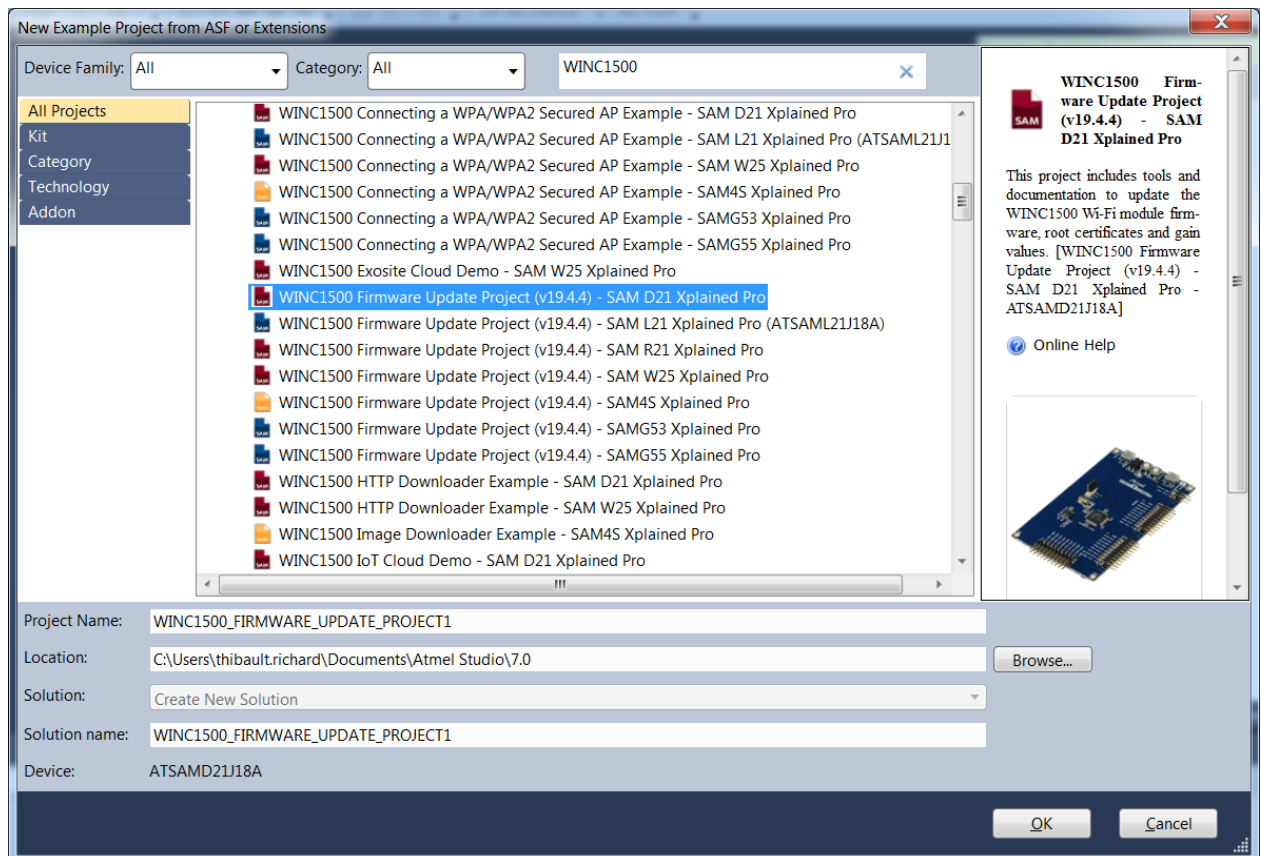 New Example Project from ASF or Extensions
Device Family: All Category: All WINC1500
All Projects
Kit
Category
Technology
Addon
WINC1500 Connecting a WPA/WPA2 Secured AP Example - SAM D21 Xplained Pro
WINC1500 Connecting a WPA/WPA2 Secured AP Example - SAM L21 Xplained Pro (ATSAML21J1
WINC1500 Connecting a WPA/WPA2 Secured AP Example - SAM W25 Xplained Pro
WINC1500 Connecting a WPA/WPA2 Secured AP Example - SAM4S Xplained Pro
WINC1500 Connecting a WPA/WPA2 Secured AP Example - SAMG53 Xplained Pro
WINC1500 Connecting a WPA/WPA2 Secured AP Example - SAMG55 Xplained Pro
WINC1500 Exosite Cloud Demo - SAM W25 Xplained Pro
WINC1500 Firmware Update Project (v19.4.4) - SAM D21 Xplained Pro
WINC1500 Firmware Update Project (v19.4.4) - SAM L21 Xplained Pro (ATSAML21J18A)
WINC1500 Firmware Update Project (v19.4.4) - SAM R21 Xplained Pro
WINC1500 Firmware Update Project (v19.4.4) - SAM W25 Xplained Pro
WINC1500 Firmware Update Project (v19.4.4) - SAM4S Xplained Pro
WINC1500 Firmware Update Project (v19.4.4) - SAMG53 Xplained Pro
WINC1500 Firmware Update Project (v19.4.4) - SAMG55 Xplained Pro
WINC1500 HTTP Downloader Example - SAM D21 Xplained Pro
WINC1500 HTTP Downloader Example - SAM W25 Xplained Pro
WINC1500 Image Downloader Example - SAM4S Xplained Pro
WINC1500 IoT Cloud Demo - SAM D21 Xplained Pro
SAM
WINC1500 Firm-
ware Update Project
(v19.4.4) - SAM
D21 Xplained Pro
This project includes tools and
documentation to update the
WINC1500 Wi-Fi module firm-
ware, root certificates and gain
values. [WINC1500 Firmware
Update Project (v19.4.4) -
SAM D21 Xplained Pro -
ATSAMD21J18A]
Online Help
Project Name: WINC1500_FIRMWARE_UPDATE_PROJECT1
Location: C:\Users\thibault.richard\Documents\Atmel Studio\7.0 Browse...
Solution: Create New Solution
Solution name: WINC1500_FIRMWARE_UPDATE_PROJECT1
Device: ATSAMD21J18A
OK Cancel